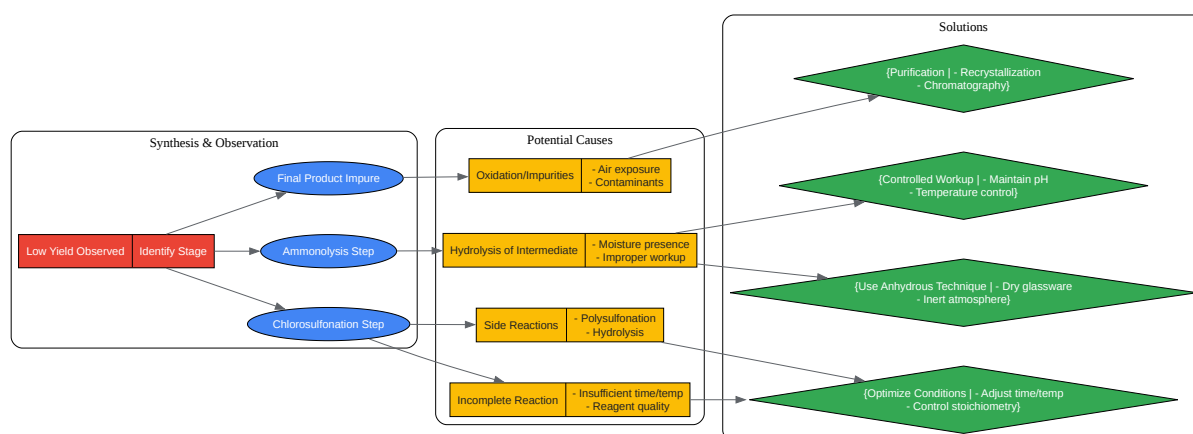 Solutions
{Purification | - Recrystallization
- Chromatography}
Synthesis & Observation
Potential Causes
Final Product Impure
Oxidation/Impurities
- Air exposure
- Contaminants
{Controlled Workup | - Maintain pH
- Temperature control}
Low Yield Observed
Identify Stage
Ammonolysis Step
Hydrolysis of Intermediate
- Moisture presence
- Improper workup
{Use Anhydrous Technique | - Dry glassware
- Inert atmosphere}
Chlorosulfonation Step
Side Reactions
- Polysulfonation
- Hydrolysis
Incomplete Reaction
- Insufficient time/temp
- Reagent quality
{Optimize Conditions | - Adjust time/temp
- Control stoichiometry}